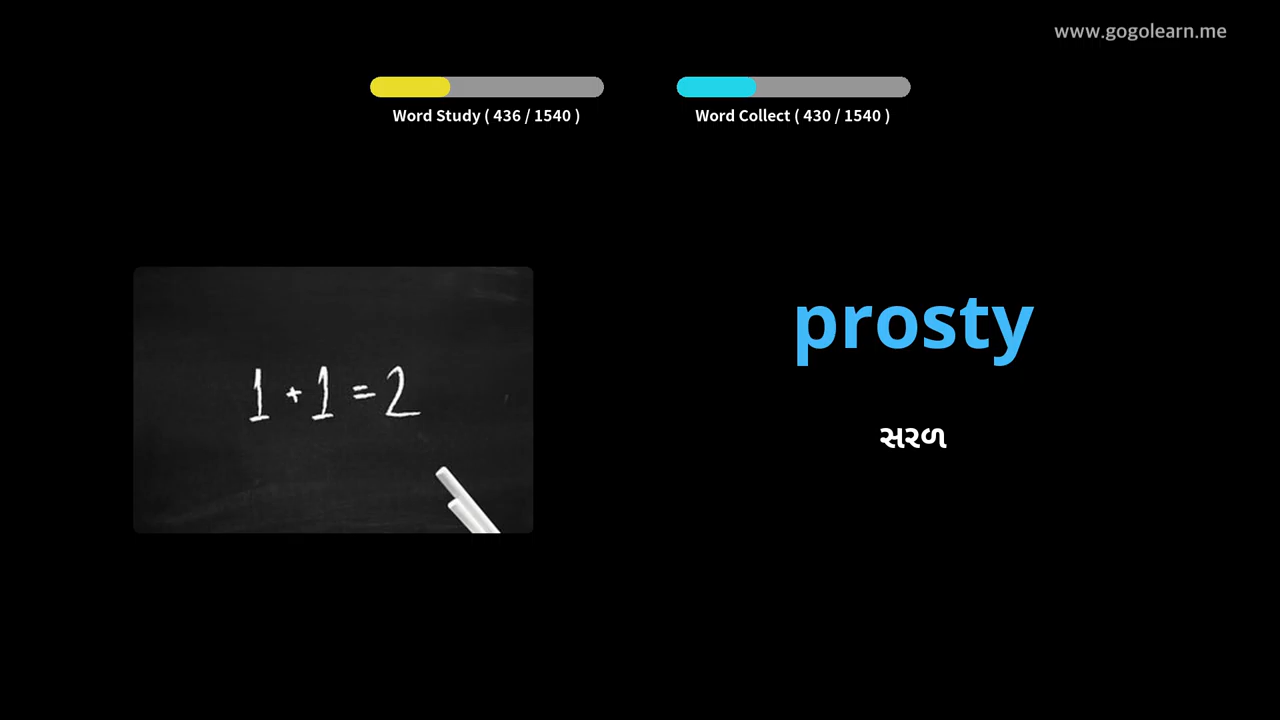 www.gogolearn.me
Word Study ( 436 / 1540 )
Word Collect ( 430 / 1540 )
1 + 1 = 2
prosty
સરળ